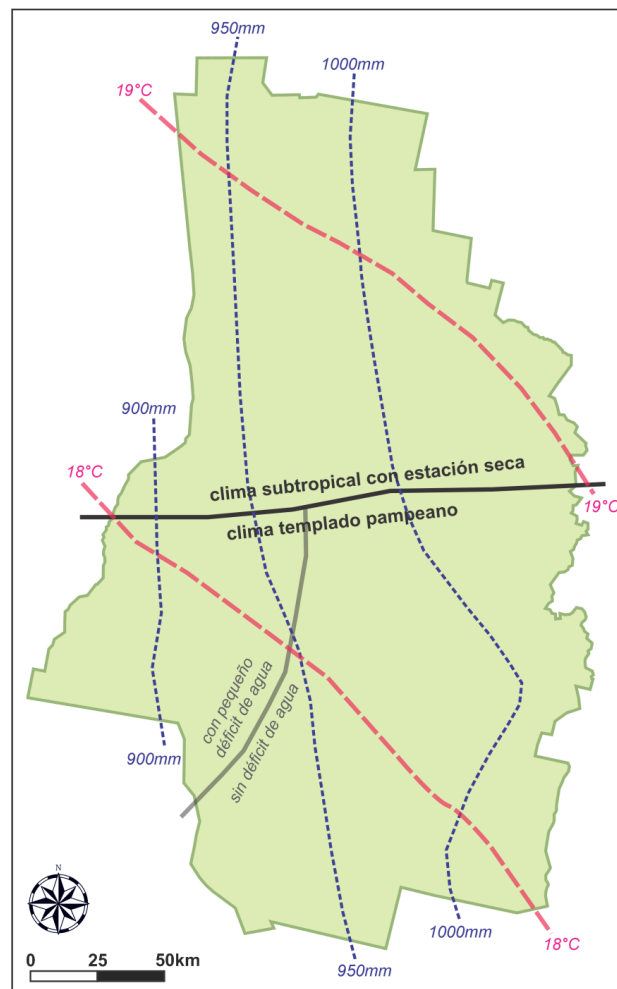 950mm
1000mm
19°C
900mm
18°C
clima subtropical con estación seca
clima templado pampeano
19°C
con pequeño
déficit de agua
sin déficit de agua
900mm
N
1000mm
18°C
950mm
0 25 50km